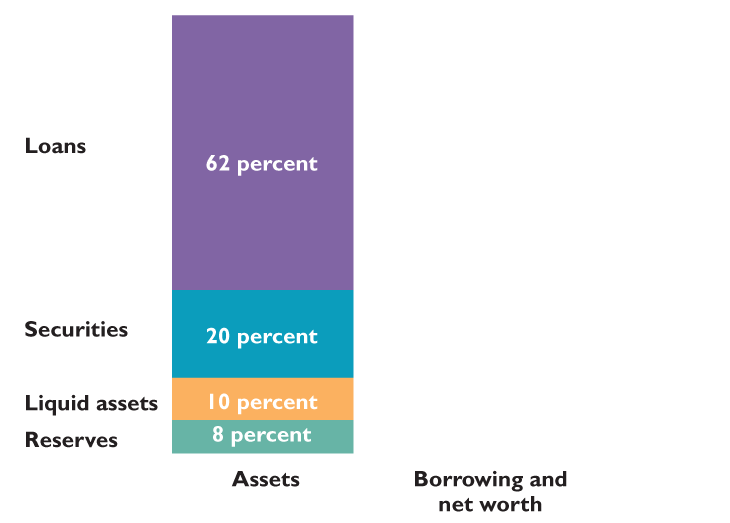 Loans
62 percent
Securities
20 percent
Liquid assets
10 percent
Reserves
8 percent
Assets
Borrowing and
net worth